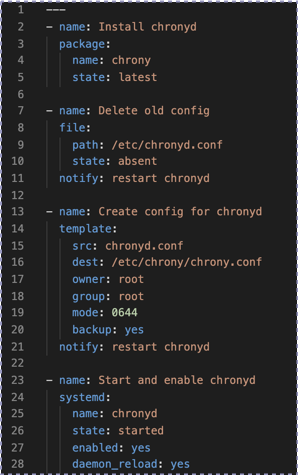 1 ---
2 - name: Install chronyd
3   package:
4     name: chrony
5     state: latest
6
7 - name: Delete old config
8   file:
9     path: /etc/chronyd.conf
10     state: absent
11   notify: restart chronyd
12
13 - name: Create config for chronyd
14   template:
15     src: chronyd.conf
16     dest: /etc/chrony/chrony.conf
17     owner: root
18     group: root
19     mode: 0644
20     backup: yes
21   notify: restart chronyd
22
23 - name: Start and enable chronyd
24   systemd:
25     name: chronyd
26     state: started
27     enabled: yes
28     daemon_reload: yes